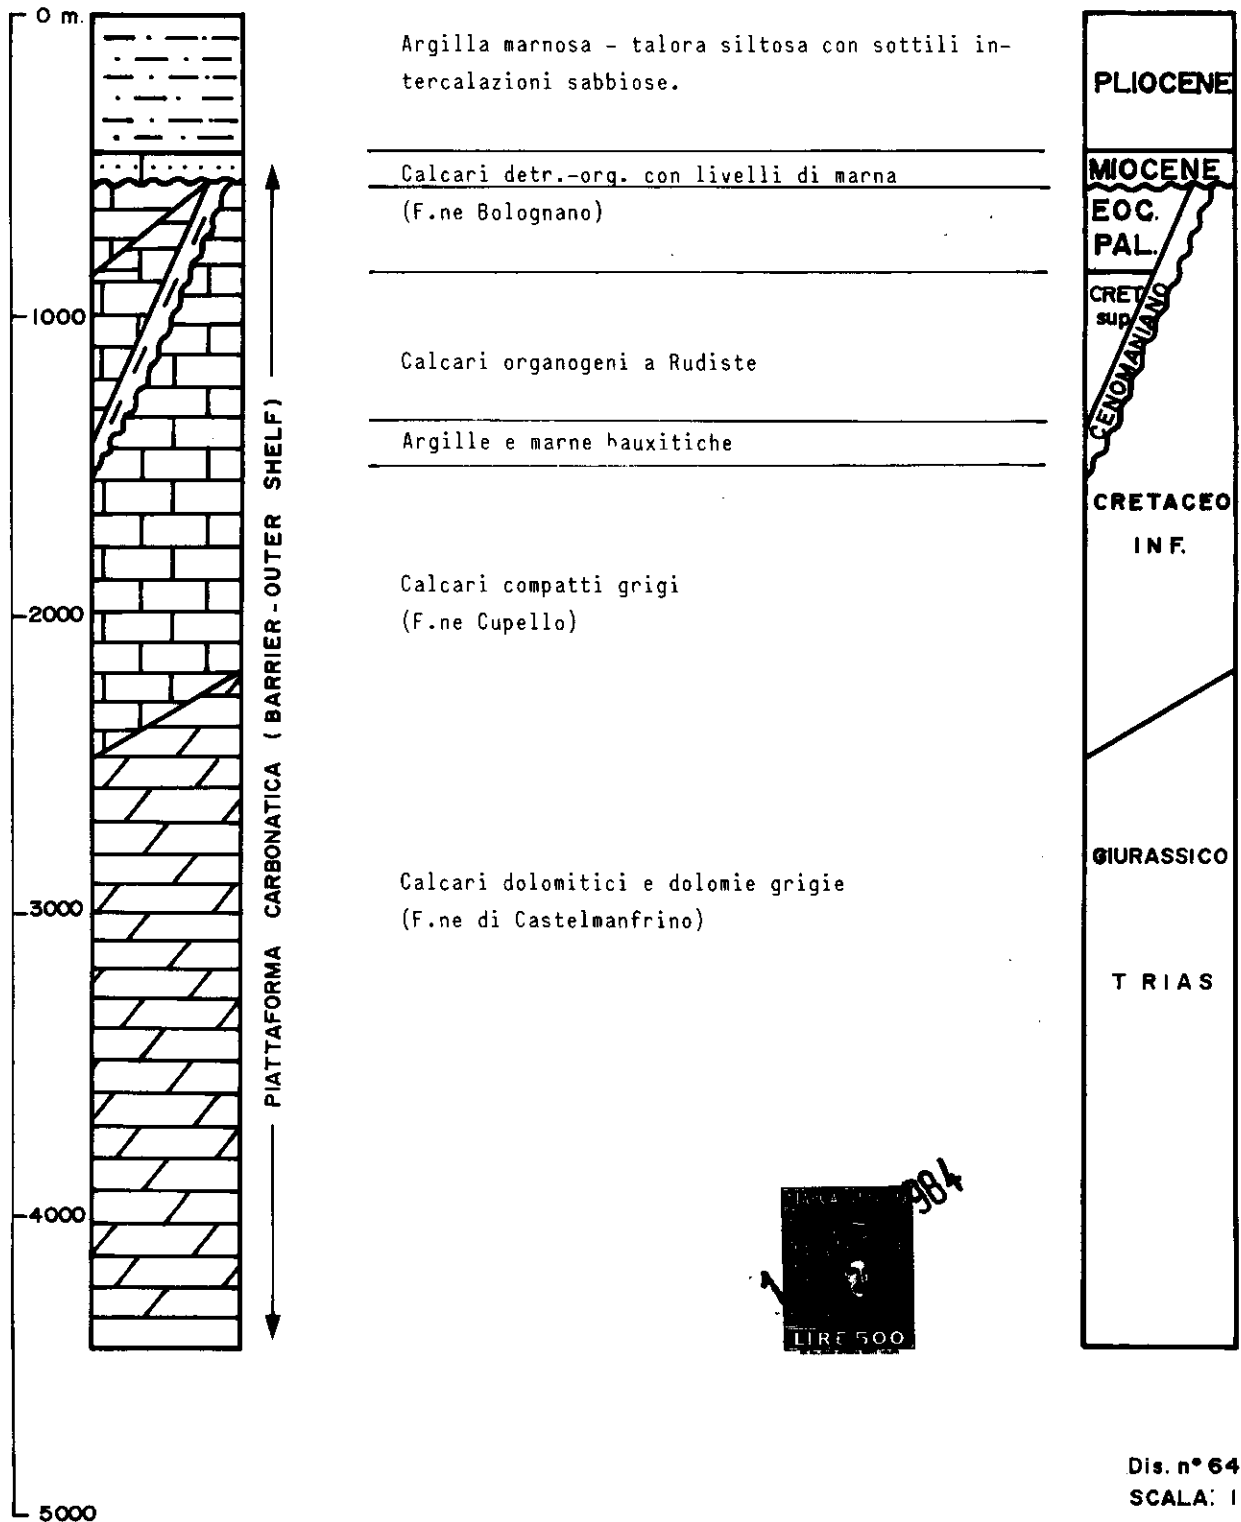 0 m.
Argilla marnosa - talora siltosa con sottili in-
tercalazioni sabbiose.
PLIOCENE
Calcari detr.-org. con livelli di marna
(F.ne Bolognano)
MIOCENE
EOC.
PAL.
1000
CRET
sup
CENOMANIANO
Calcari organogeni a Rudiste
Argille e marne bauxitiche
CRETACEO
INF.
Calcari compatti grigi
(F.ne Cupello)
2000
PIATTAFORMA CARBONATICA (BARRIER-OUTER SHELF)
GIURASSICO
Calcari dolomitici e dolomie grigie
(F.ne di Castelmanfrino)
3000
TRIAS
4000
984
LIRE 500
5000
Dis. n° 64
SCALA: 1